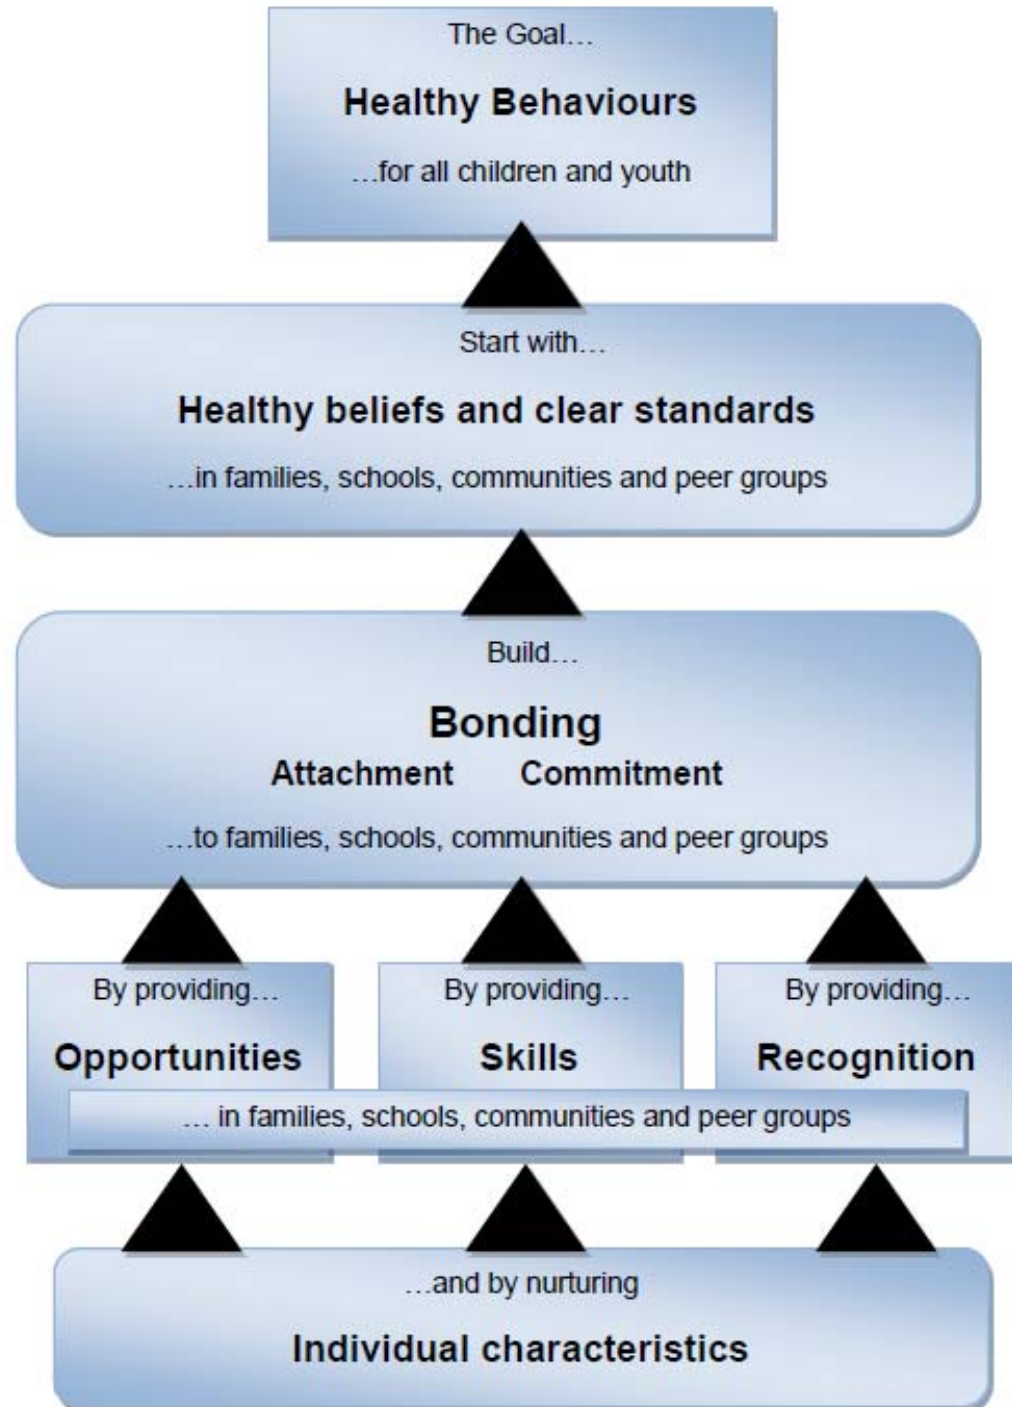 The Goal…
Healthy Behaviours
…for all children and youth
Start with…
Healthy beliefs and clear standards
…in families, schools, communities and peer groups
Build…
Bonding
Attachment Commitment
…to families, schools, communities and peer groups
By providing…
Opportunities
By providing…
Skills
By providing…
Recognition
… in families, schools, communities and peer groups
…and by nurturing
Individual characteristics